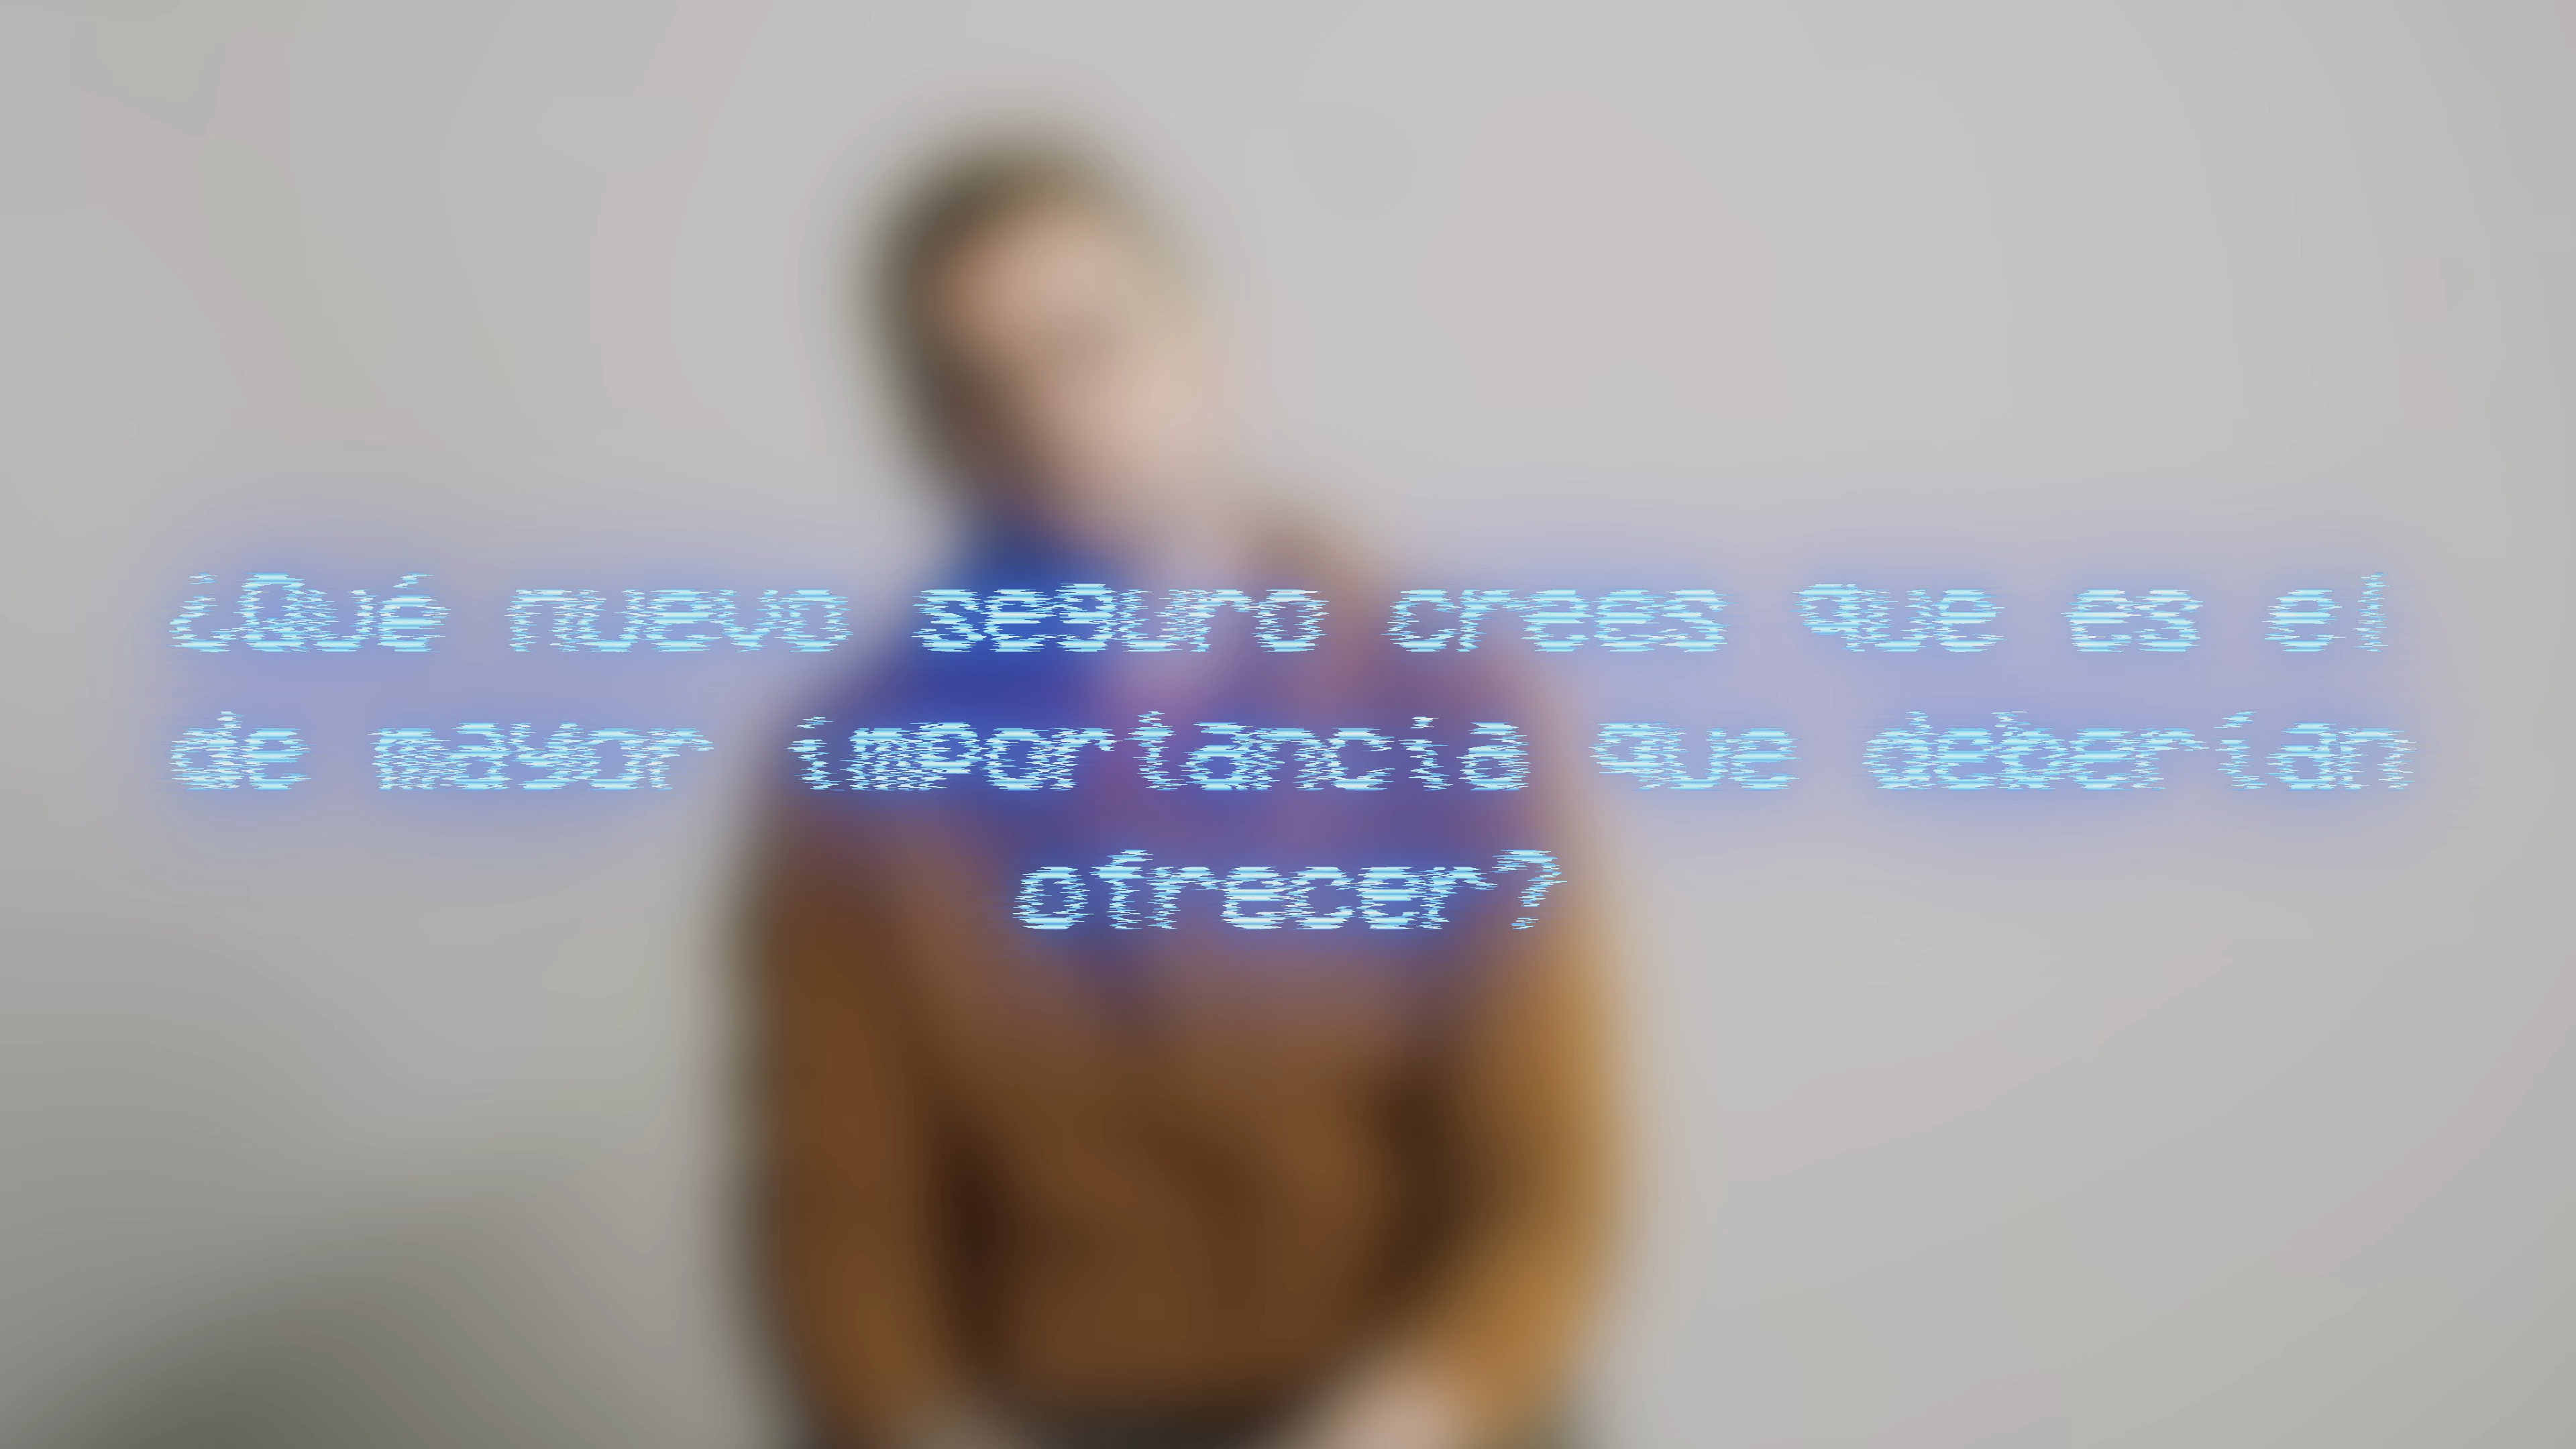 ¿Qué nuevo seguro crees que es el
de mayor importancia que deberían
ofrecer?